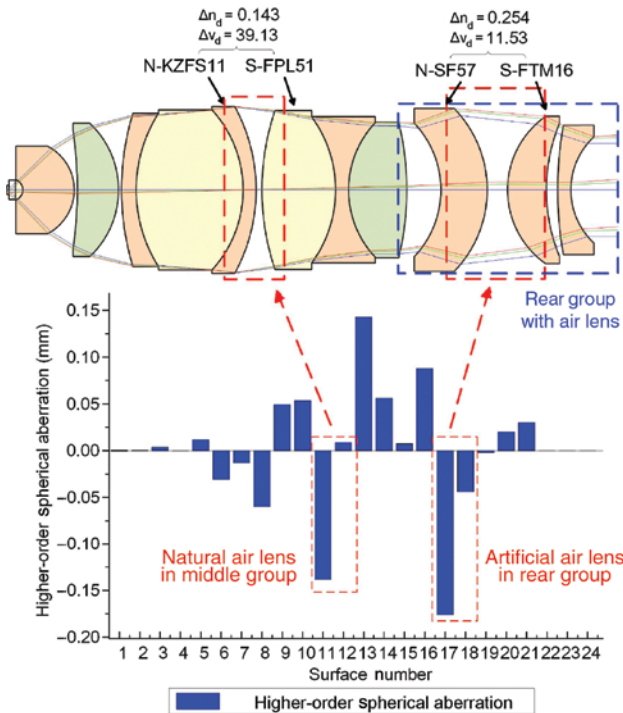 Δn_d = 0.143
Δv_d = 39.13
Δn_d = 0.254
Δv_d = 11.53
N-KZFS11 S-FPL51
N-SF57 S-FTM16
Rear group
with air lens
Higher-order spherical aberration (mm)
0.15
0.10
0.05
0.00
−0.05
−0.10
−0.15
−0.20
Natural air lens
in middle group
Artificial air lens
in rear group
1 2 3 4 5 6 7 8 9 10 11 12 13 14 15 16 17 18 19 20 21 22 23 24
Surface number
Higher-order spherical aberration